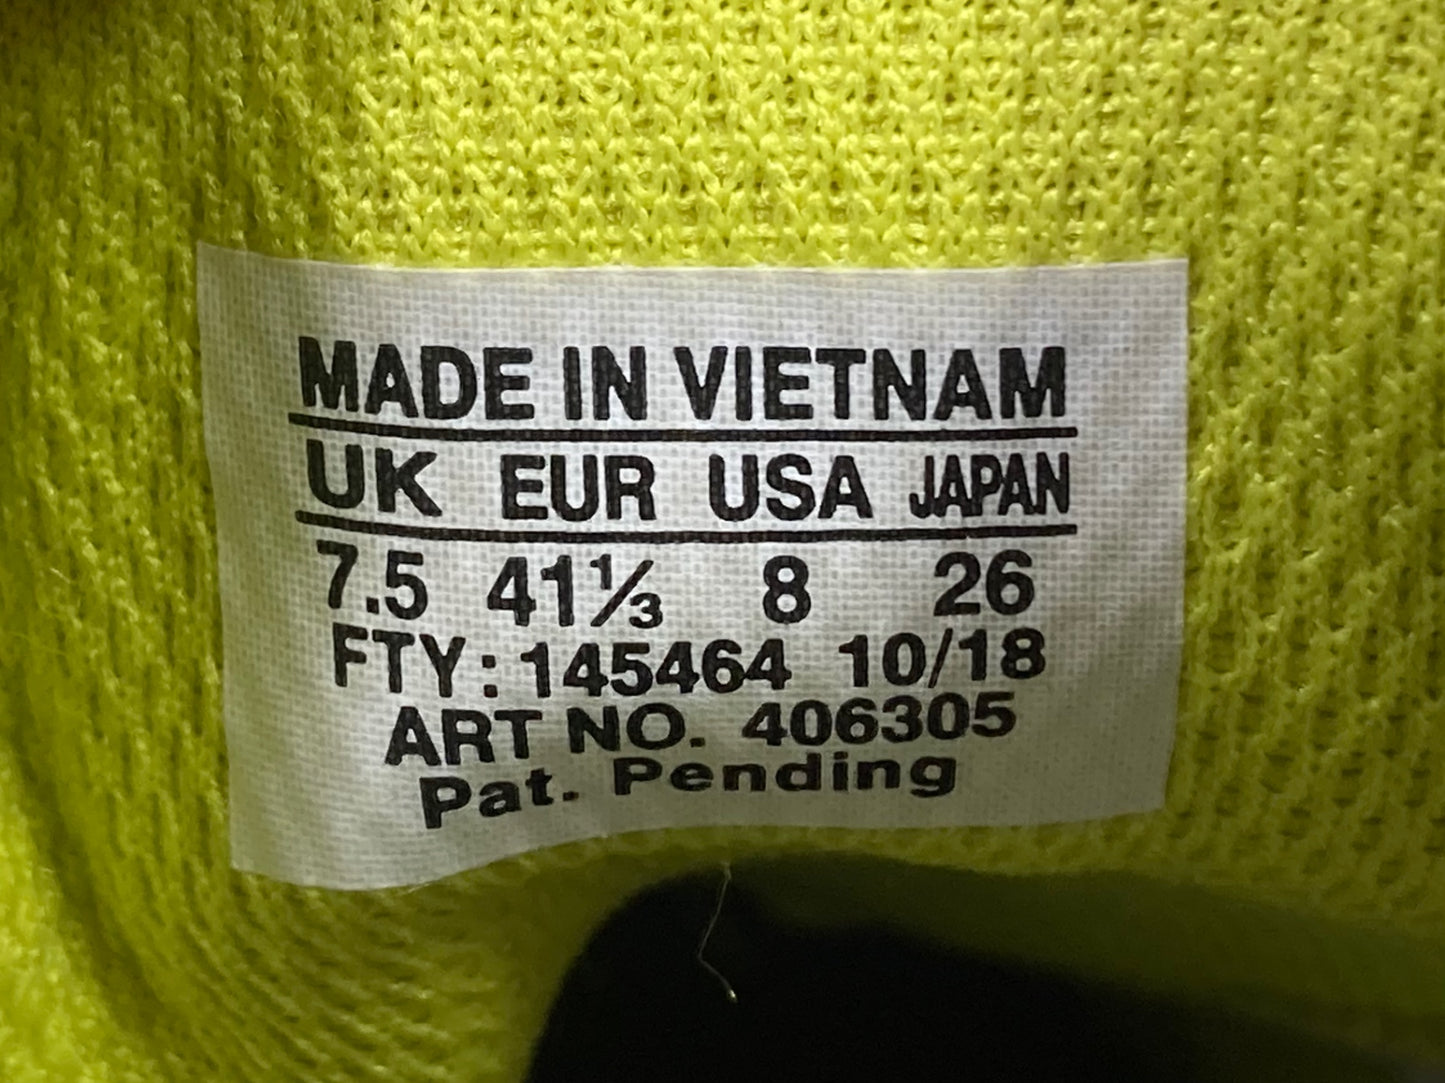 MADE IN VIETNAM
UK EUR USA JAPAN
7.5 41⅓ 8 26
FTY: 145464 10/18
ART NO. 406305
Pat. Pending